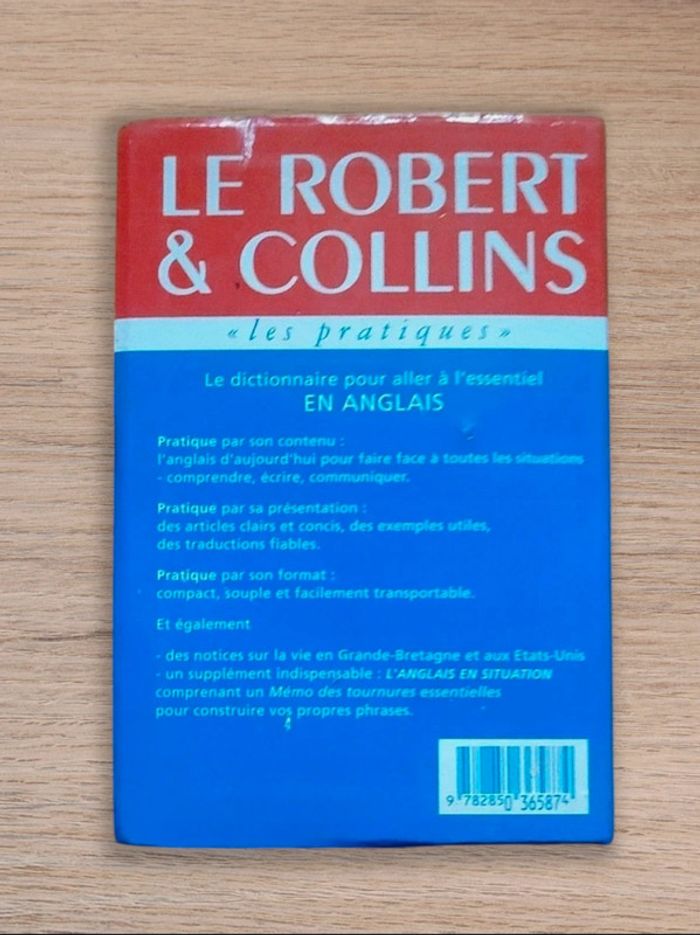 LE ROBERT
& COLLINS
« les pratiques »
Le dictionnaire pour aller à l'essentiel
EN ANGLAIS
Pratique par son contenu :
l'anglais d'aujourd'hui pour faire face à toutes les situations
- comprendre, écrire, communiquer.
Pratique par sa présentation :
des articles clairs et concis, des exemples utiles,
des traductions fiables.
Pratique par son format :
compact, souple et facilement transportable.
Et également
- des notices sur la vie en Grande-Bretagne et aux Etats-Unis
- un supplément indispensable : L'ANGLAIS EN SITUATION
comprenant un Mémo des tournures essentielles
pour construire vos propres phrases.
9 782850 365874